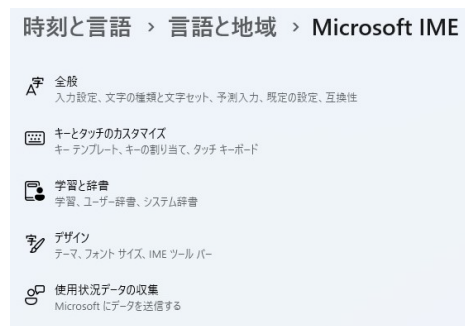 時刻と言語 › 言語と地域 › Microsoft IME
全般
入力設定、文字の種類と文字セット、予測入力、既定の設定、互換性
キーとタッチのカスタマイズ
キー テンプレート、キーの割り当て、タッチ キーボード
学習と辞書
学習、ユーザー辞書、システム辞書
デザイン
テーマ、フォント サイズ、IME ツール バー
使用状況データの収集
Microsoft にデータを送信する